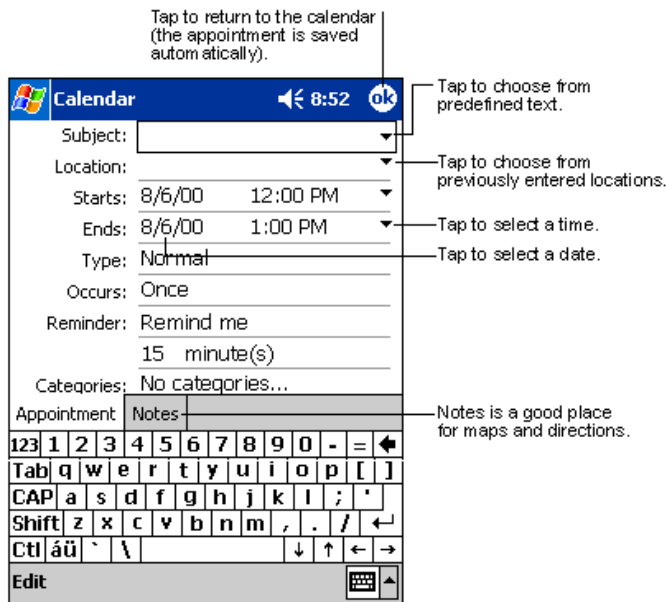 Tap to return to the calendar
(the appointment is saved
automatically).
Calendar 8:52 ok
Tap to choose from
predefined text.
Subject:
Location:
Tap to choose from
previously entered locations.
Starts: 8/6/00 12:00 PM
Ends: 8/6/00 1:00 PM
Tap to select a time.
Tap to select a date.
Type: Normal
Occurs: Once
Reminder: Remind me
15 minute(s)
Categories: No categories...
Appointment Notes
Notes is a good place
for maps and directions.
123 1 2 3 4 5 6 7 8 9 0 - = ←
Tab q w e r t y u i o p [ ]
CAP a s d f g h j k l ; '
Shift z x c v b n m , . / ↵
Ctl áü ` \ ↓ ↑ ← →
Edit